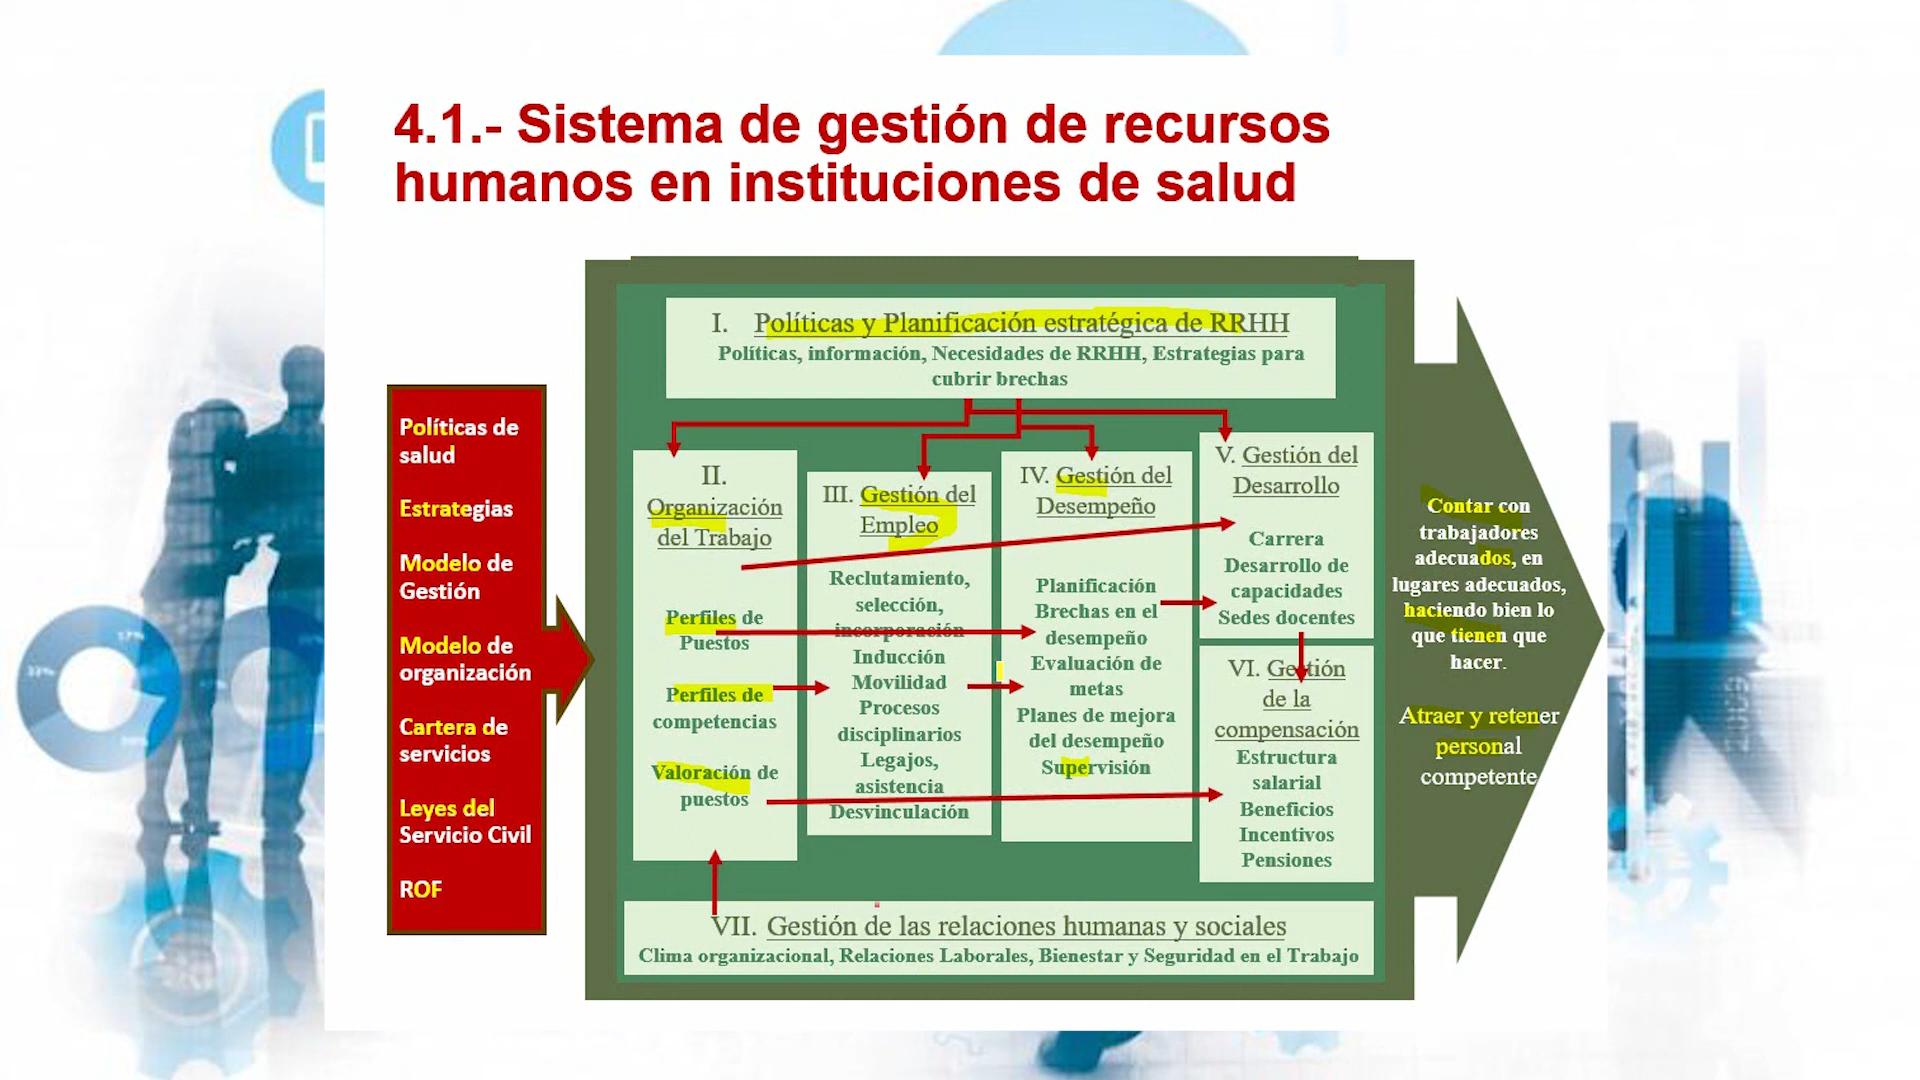 4.1.- Sistema de gestión de recursos
humanos en instituciones de salud
Políticas de
salud
Estrategias
Modelo de
Gestión
Modelo de
organización
Cartera de
servicios
Leyes del
Servicio Civil
ROF
I. Políticas y Planificación estratégica de RRHH
Políticas, información, Necesidades de RRHH, Estrategias para
cubrir brechas
II.
Organización
del Trabajo
Perfiles de
Puestos
Perfiles de
competencias
Valoración de
puestos
III. Gestión del
Empleo
Reclutamiento,
selección,
incorporación
Inducción
Movilidad
Procesos
disciplinarios
Legajos,
asistencia
Desvinculación
IV. Gestión del
Desempeño
Planificación
Brechas en el
desempeño
Evaluación de
metas
Planes de mejora
del desempeño
Supervisión
V. Gestión del
Desarrollo
Carrera
Desarrollo de
capacidades
Sedes docentes
VI. Gestión
de la
compensación
Estructura
salarial
Beneficios
Incentivos
Pensiones
VII. Gestión de las relaciones humanas y sociales
Clima organizacional, Relaciones Laborales, Bienestar y Seguridad en el Trabajo
Contar con
trabajadores
adecuados, en
lugares adecuados,
haciendo bien lo
que tienen que
hacer.
Atraer y retener
personal
competente